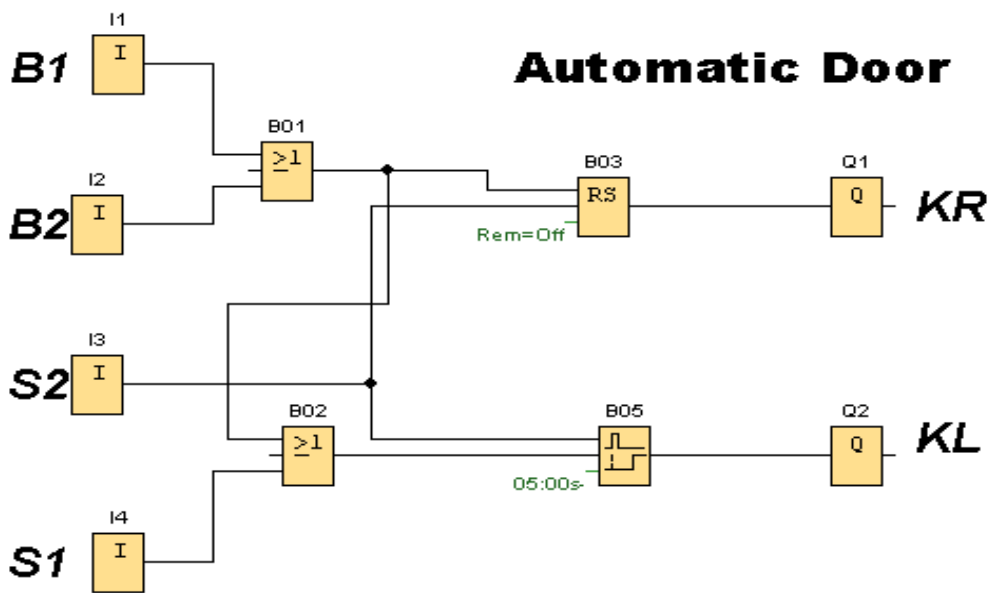 Automatic Door
I1
I
B1
B01
≥1
I2
I
B2
B03
RS
Rem=Off
Q1
Q
KR
I3
I
S2
B02
≥1
B05
05:00s-
Q2
Q
KL
I4
I
S1